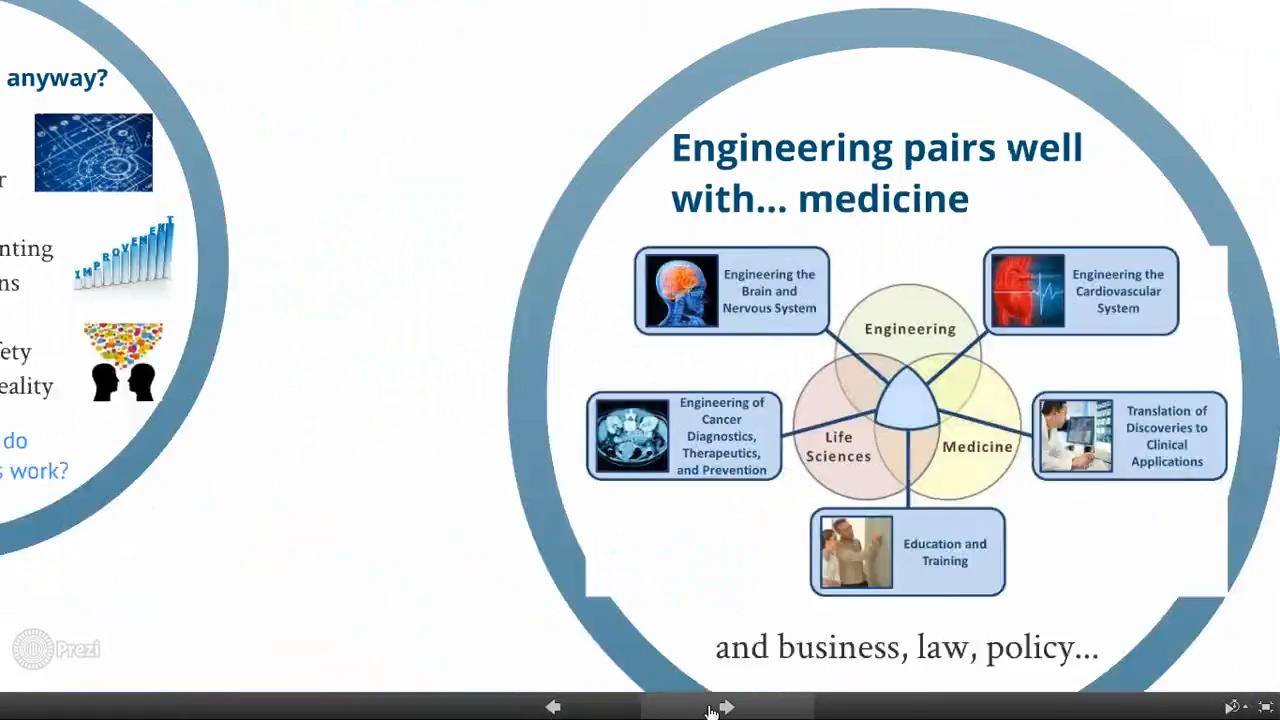 anyway?
r
IMPROVEMENT
nting
ns
fety
eality
do
s work?
Engineering pairs well
with... medicine
Engineering the
Brain and
Nervous System
Engineering the
Cardiovascular
System
Engineering
Engineering of
Cancer
Diagnostics,
Therapeutics,
and Prevention
Life
Sciences
Medicine
Translation of
Discoveries to
Clinical
Applications
Education and
Training
and business, law, policy...
Prezi